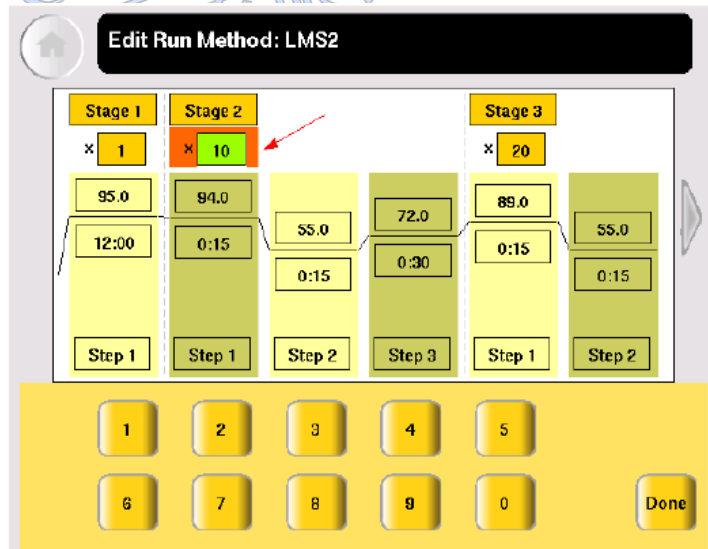 Edit Run Method: LMS2
Stage 1 Stage 2 Stage 3
× 1 × 10 × 20
95.0 94.0 55.0 72.0 89.0 55.0
12:00 0:15 0:15 0:30 0:15 0:15
Step 1 Step 1 Step 2 Step 3 Step 1 Step 2
1 2 3 4 5
6 7 8 9 0 Done